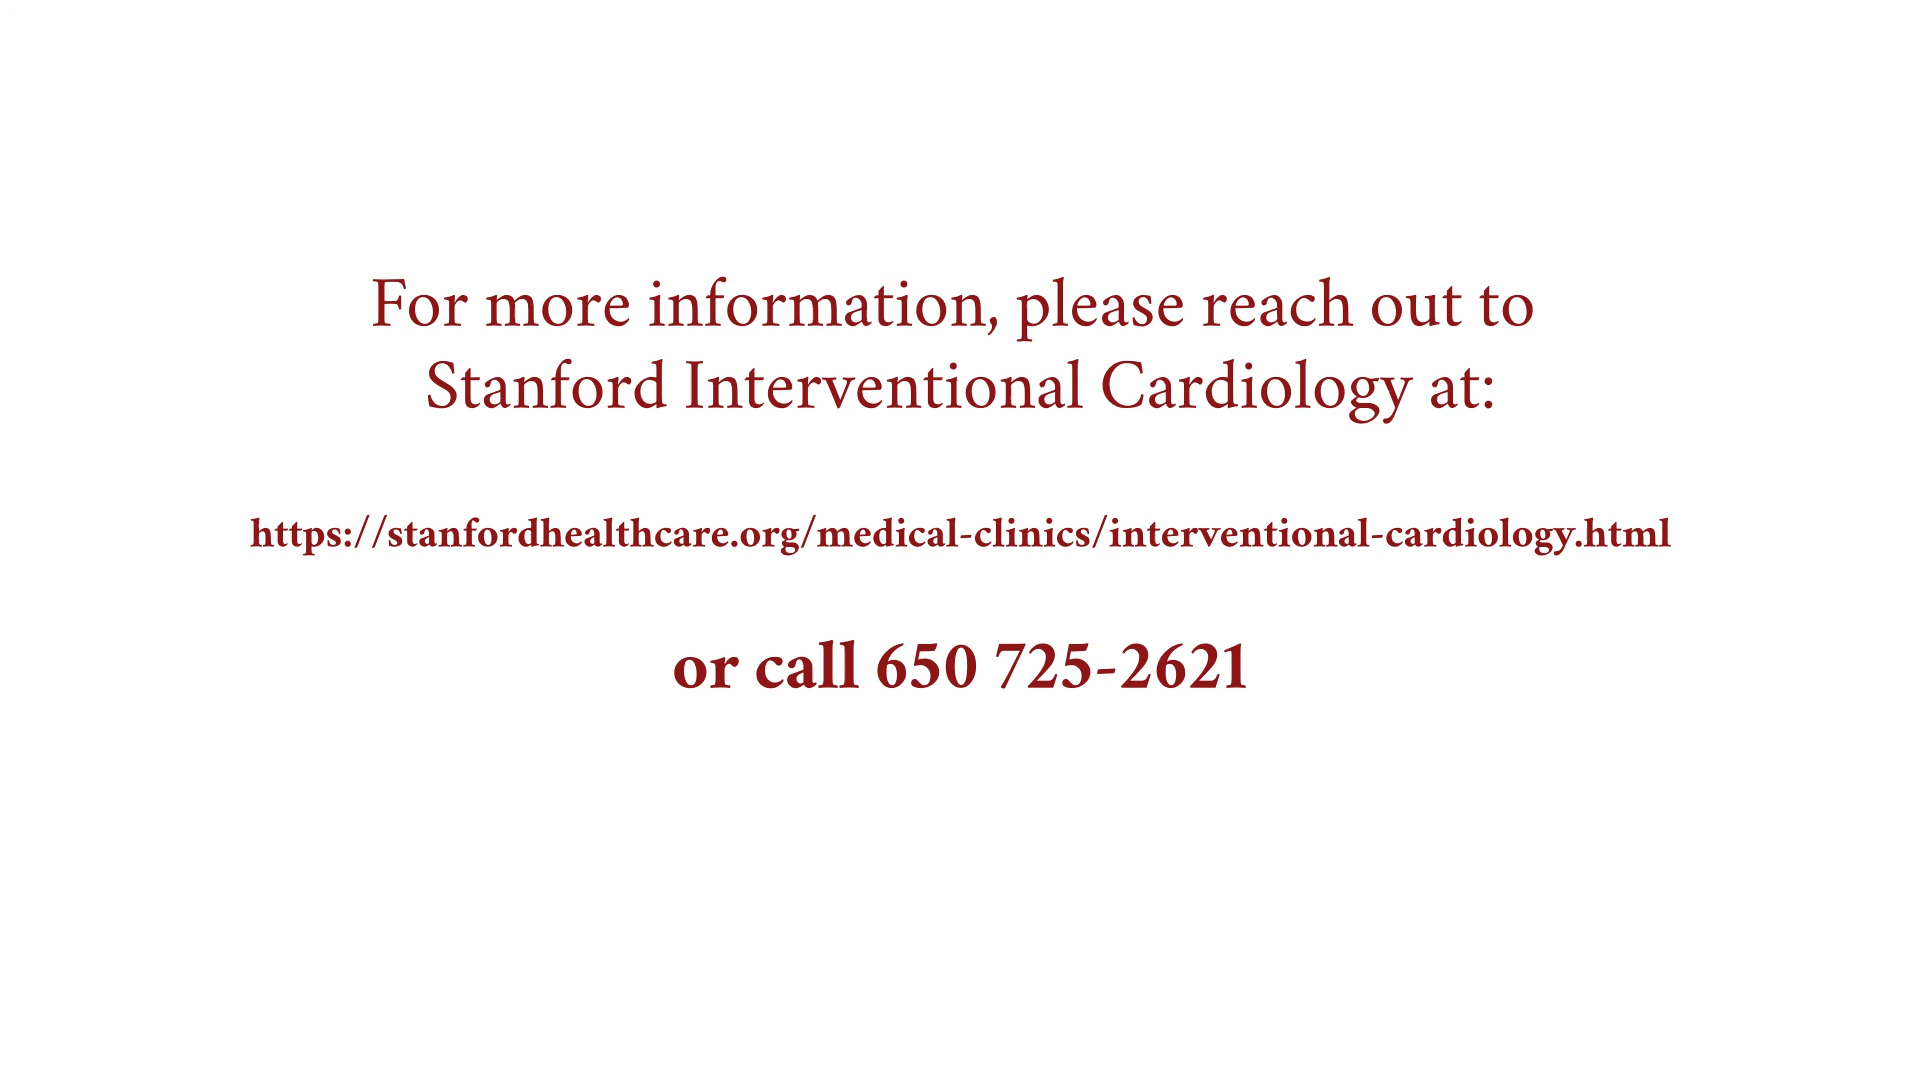 For more information, please reach out to
Stanford Interventional Cardiology at:
https://stanfordhealthcare.org/medical-clinics/interventional-cardiology.html
or call 650 725-2621